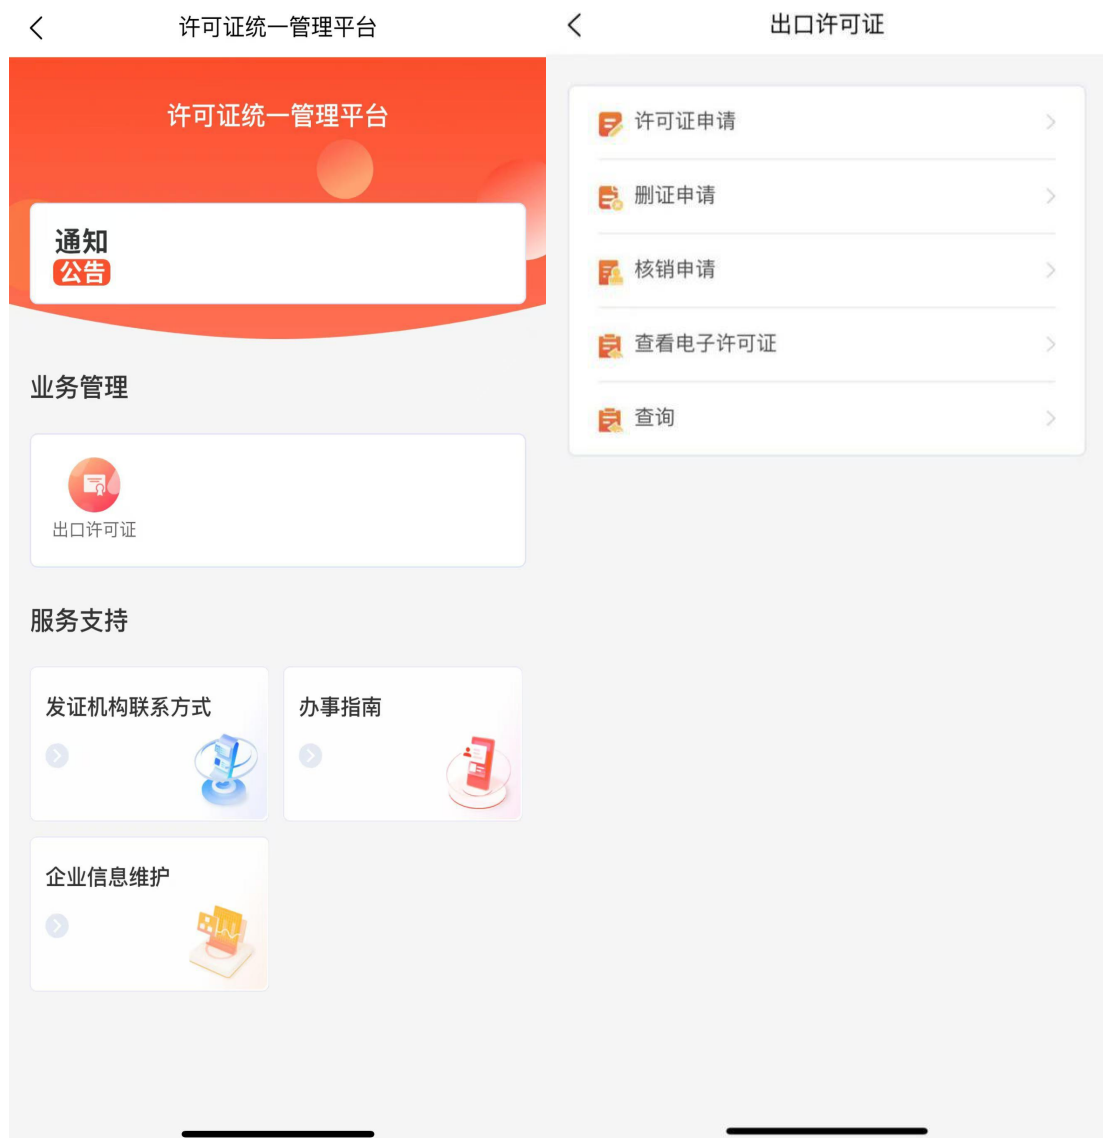 许可证统一管理平台
许可证统一管理平台
通知
公告
业务管理
出口许可证
服务支持
发证机构联系方式
办事指南
企业信息维护
出口许可证
许可证申请
删证申请
核销申请
查看电子许可证
查询